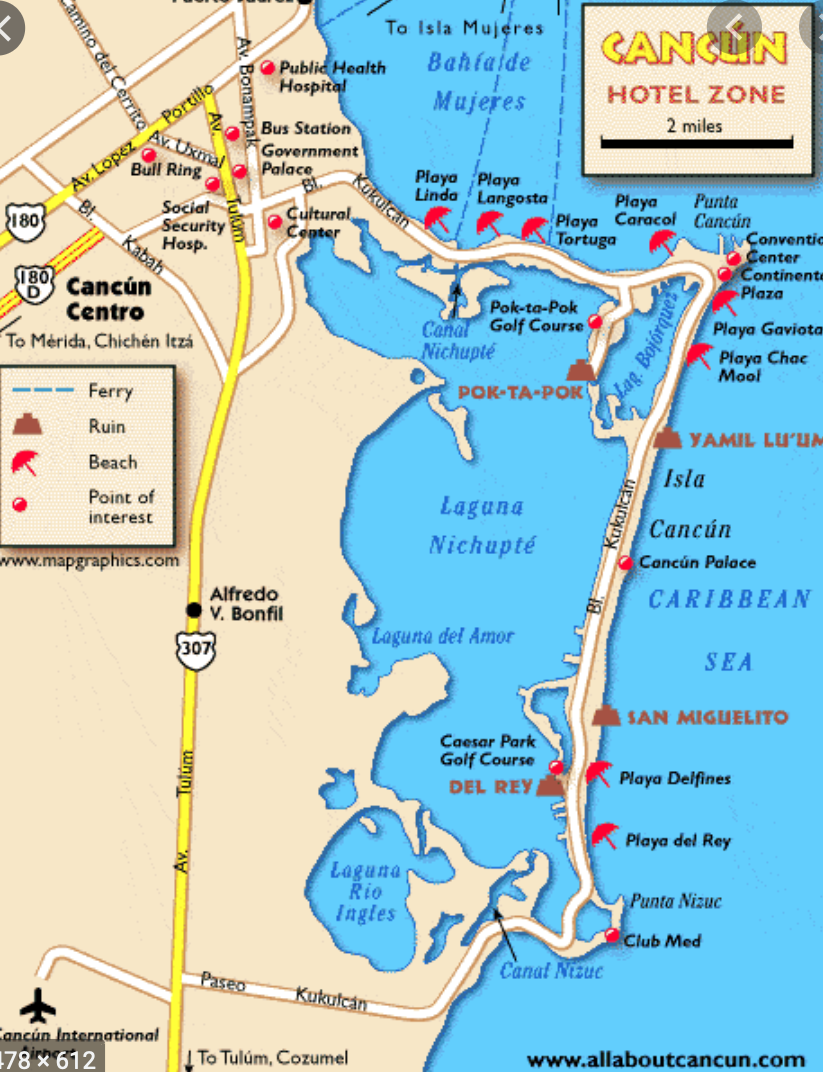 Puerto Juárez
To Isla Mujeres
CANCÚN
HOTEL ZONE
2 miles
Camino del Cerrito
Av. Bonampak
Bahía de
Mujeres
Public Health
Hospital
Portillo
Av. Lopez
Av. Uxmal
Av.
Tulúm
Bus Station
Government
Palace
Bull Ring
Social
Security
Hosp.
Cultural
Center
Bl.
Kukulcán
Playa
Linda
Playa
Langosta
Playa
Tortuga
Playa
Caracol
Punta
Cancún
Conventio
Center
Continenta
Plaza
Playa Gaviota
Playa Chac
Mool
180
180
D
Bl.
Kabah
Cancún
Centro
To Mérida, Chichén Itzá
Canal
Nichupté
Pok-ta-Pok
Golf Course
Lag. Bojórquez
POK-TA-POK
YAMIL LU'UM
Ferry
Ruin
Beach
Point of
interest
www.mapgraphics.com
Laguna
Nichupté
Isla
Cancún
Kukulcán
Bl.
Cancún Palace
CARIBBEAN
SEA
Alfredo
V. Bonfil
307
Laguna del Amor
SAN MIGUELITO
Caesar Park
Golf Course
DEL REY
Playa Delfines
Playa del Rey
Tulúm
Av.
Laguna
Rio
Ingles
Punta Nizuc
Club Med
Canal Nizuc
Paseo
Kukulcán
Cancún International
Airport
478 × 612
To Tulúm, Cozumel
www.allaboutcancun.com